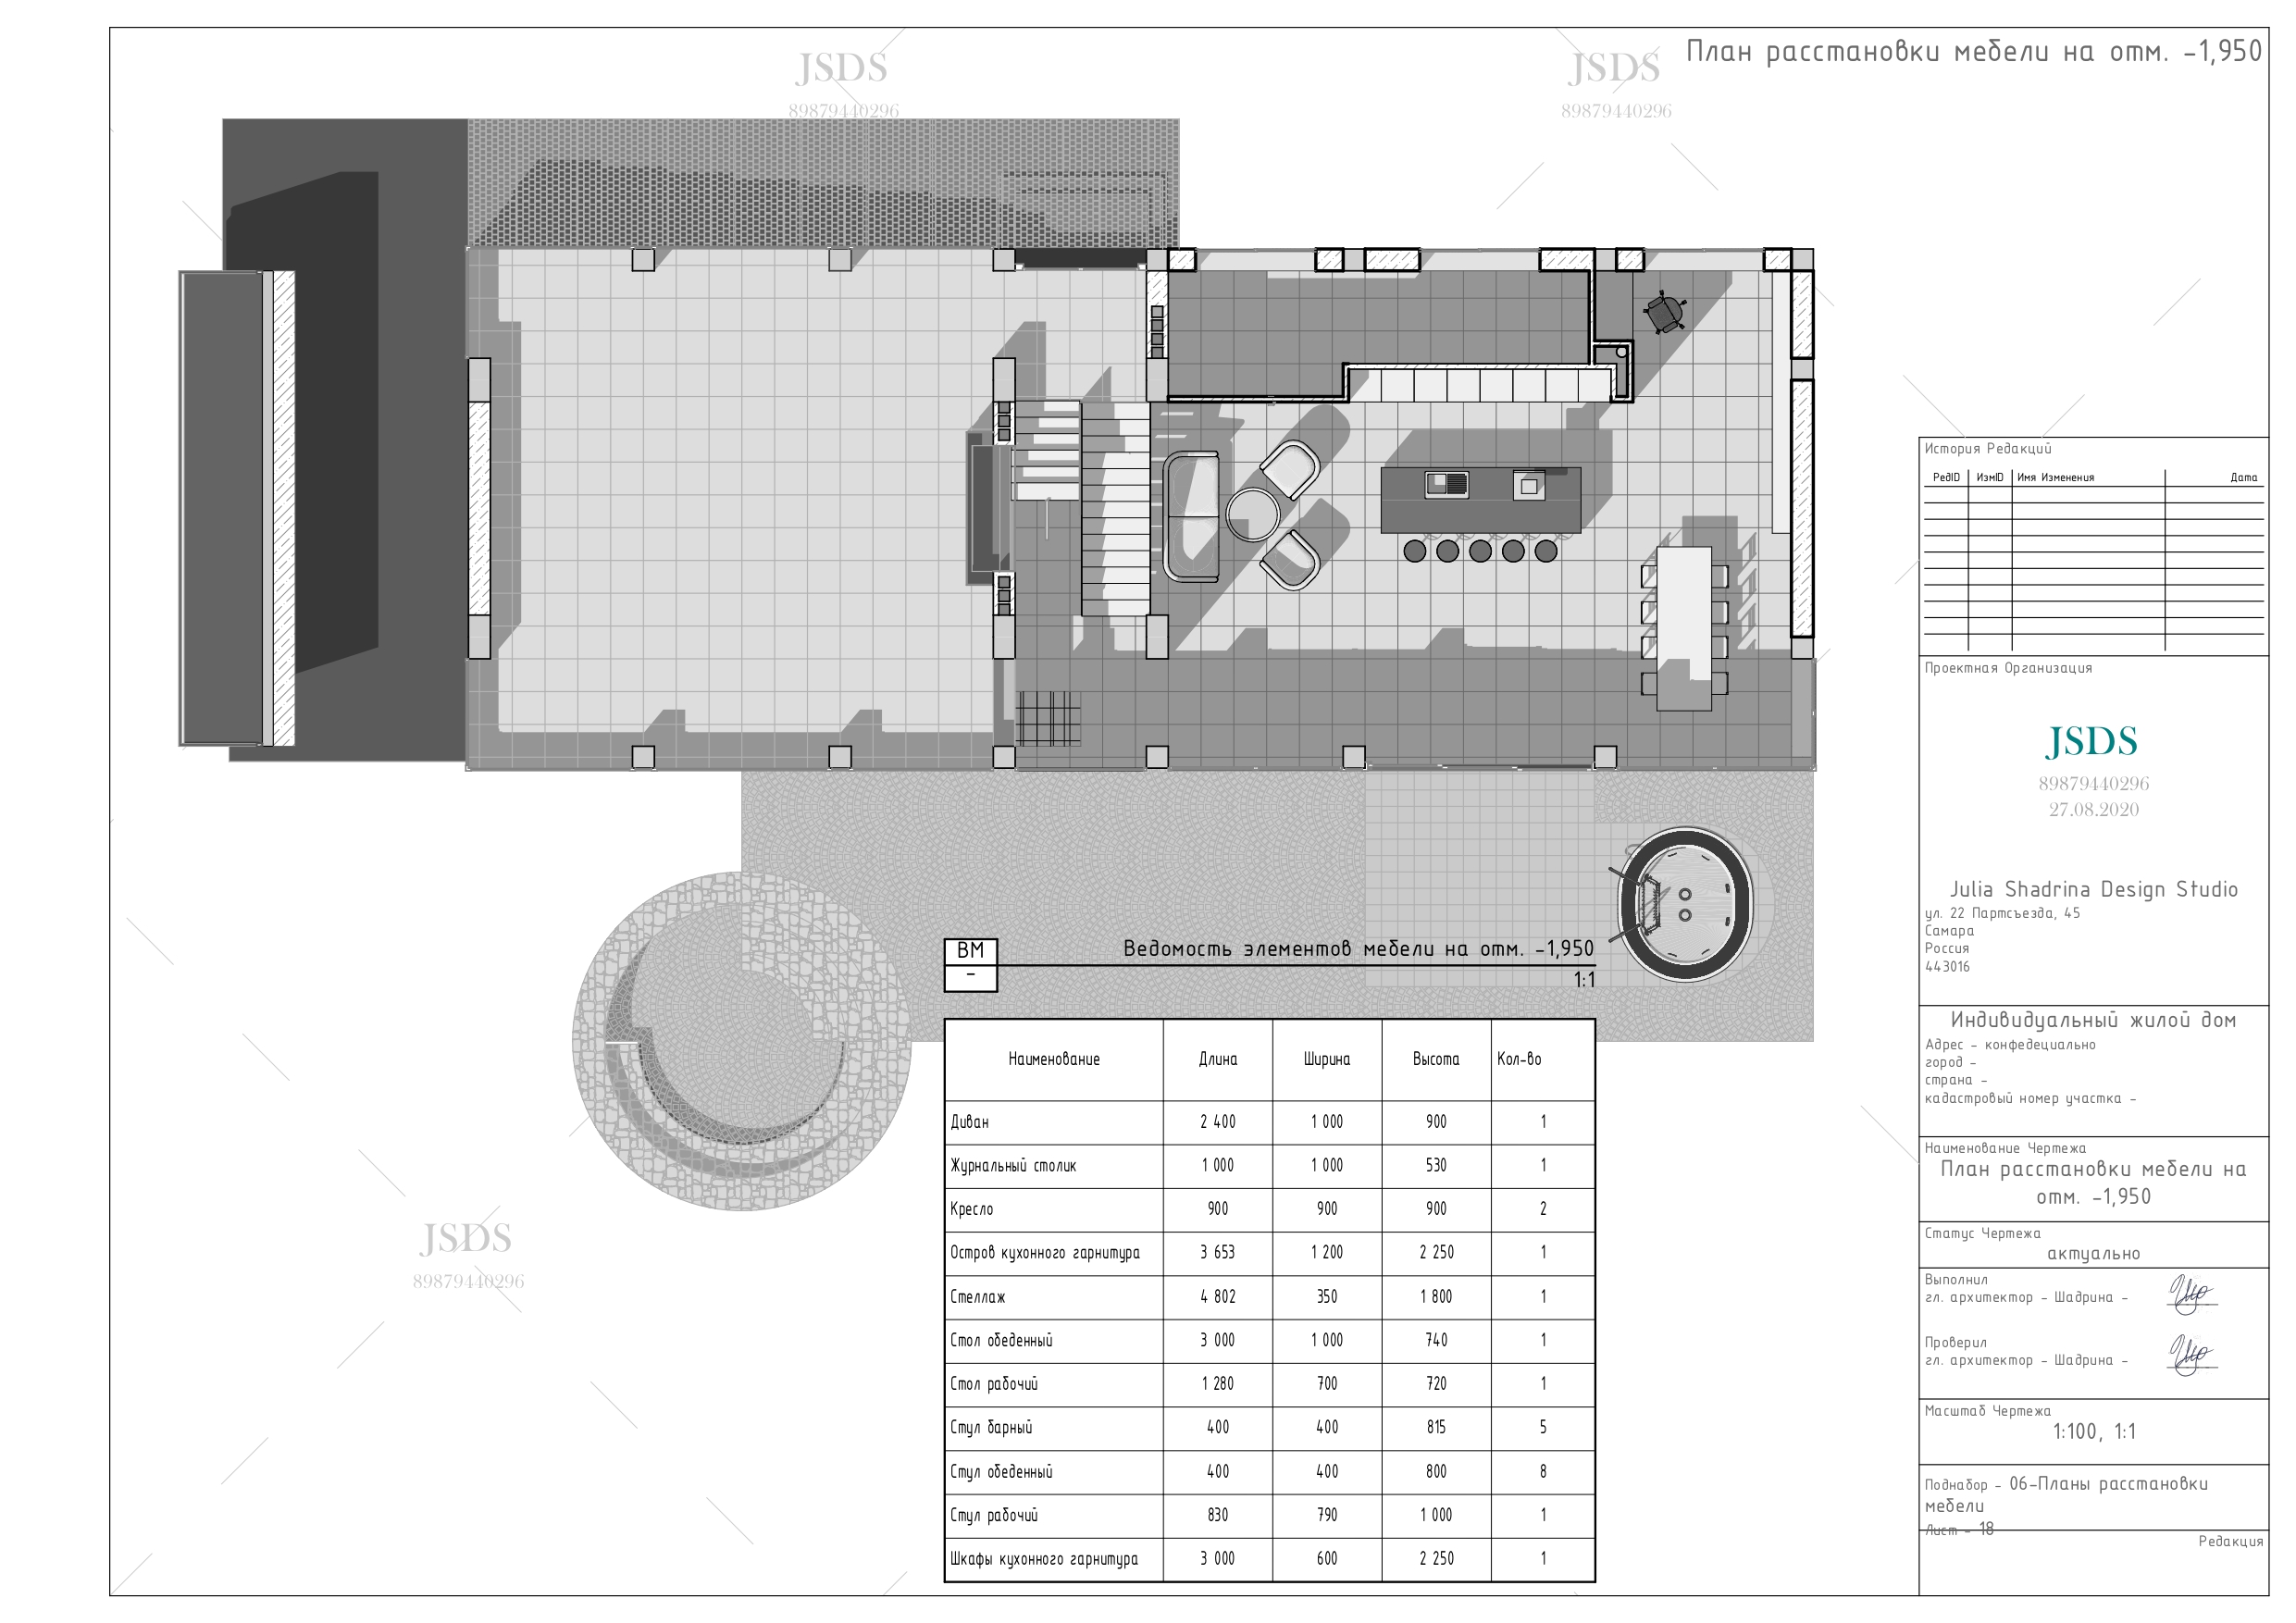 JSDS
89879440296
JSDS
89879440296
План расстановки мебели на отм. -1,950
История Редакций
РедID ИзмID Имя Изменения Дата
Проектная Организация
JSDS
89879440296
27.08.2020
Julia Shadrina Design Studio
ул. 22 Партсъезда, 45
Самара
Россия
443016
ВМ
-
Ведомость элементов мебели на отм. -1,950
1:1
Наименование Длина Ширина Высота Кол-во
Диван 2 400 1 000 900 1
Журнальный столик 1 000 1 000 530 1
Кресло 900 900 900 2
Остров кухонного гарнитура 3 653 1 200 2 250 1
Стеллаж 4 802 350 1 800 1
Стол обеденный 3 000 1 000 740 1
Стол рабочий 1 280 700 720 1
Стул барный 400 400 815 5
Стул обеденный 400 400 800 8
Стул рабочий 830 790 1 000 1
Шкафы кухонного гарнитура 3 000 600 2 250 1
JSDS
89879440296
Индивидуальный жилой дом
Адрес - конфедециально
город -
страна -
кадастровый номер участка -
Наименование Чертежа
План расстановки мебели на
отм. -1,950
Статус Чертежа
актуально
Выполнил
гл. архитектор - Шадрина -
Проверил
гл. архитектор - Шадрина -
Масштаб Чертежа
1:100, 1:1
Поднабор - 06-Планы расстановки
мебели
Лист - 18
Редакция